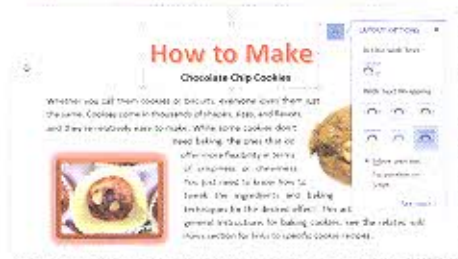 How to Make
Chocolate Chip Cookies
Whether you call them cookies or biscuits, everyone loves them just
the same. Cookies come in thousands of shapes, sizes, and flavors,
and they're relatively easy to make. While some cookies don't
need baking, the ones that do
offer more flexibility in terms
of crispness or chewiness.
You just need to know how to
tweak the ingredients and baking
techniques for the desired effect. This
general instructions for baking cookies. See the related wiki
section for links to specific cookie recipes.
LAYOUT OPTIONS
In Line with Text
With Text Wrapping
Move with text
Fix position on
page
See more...